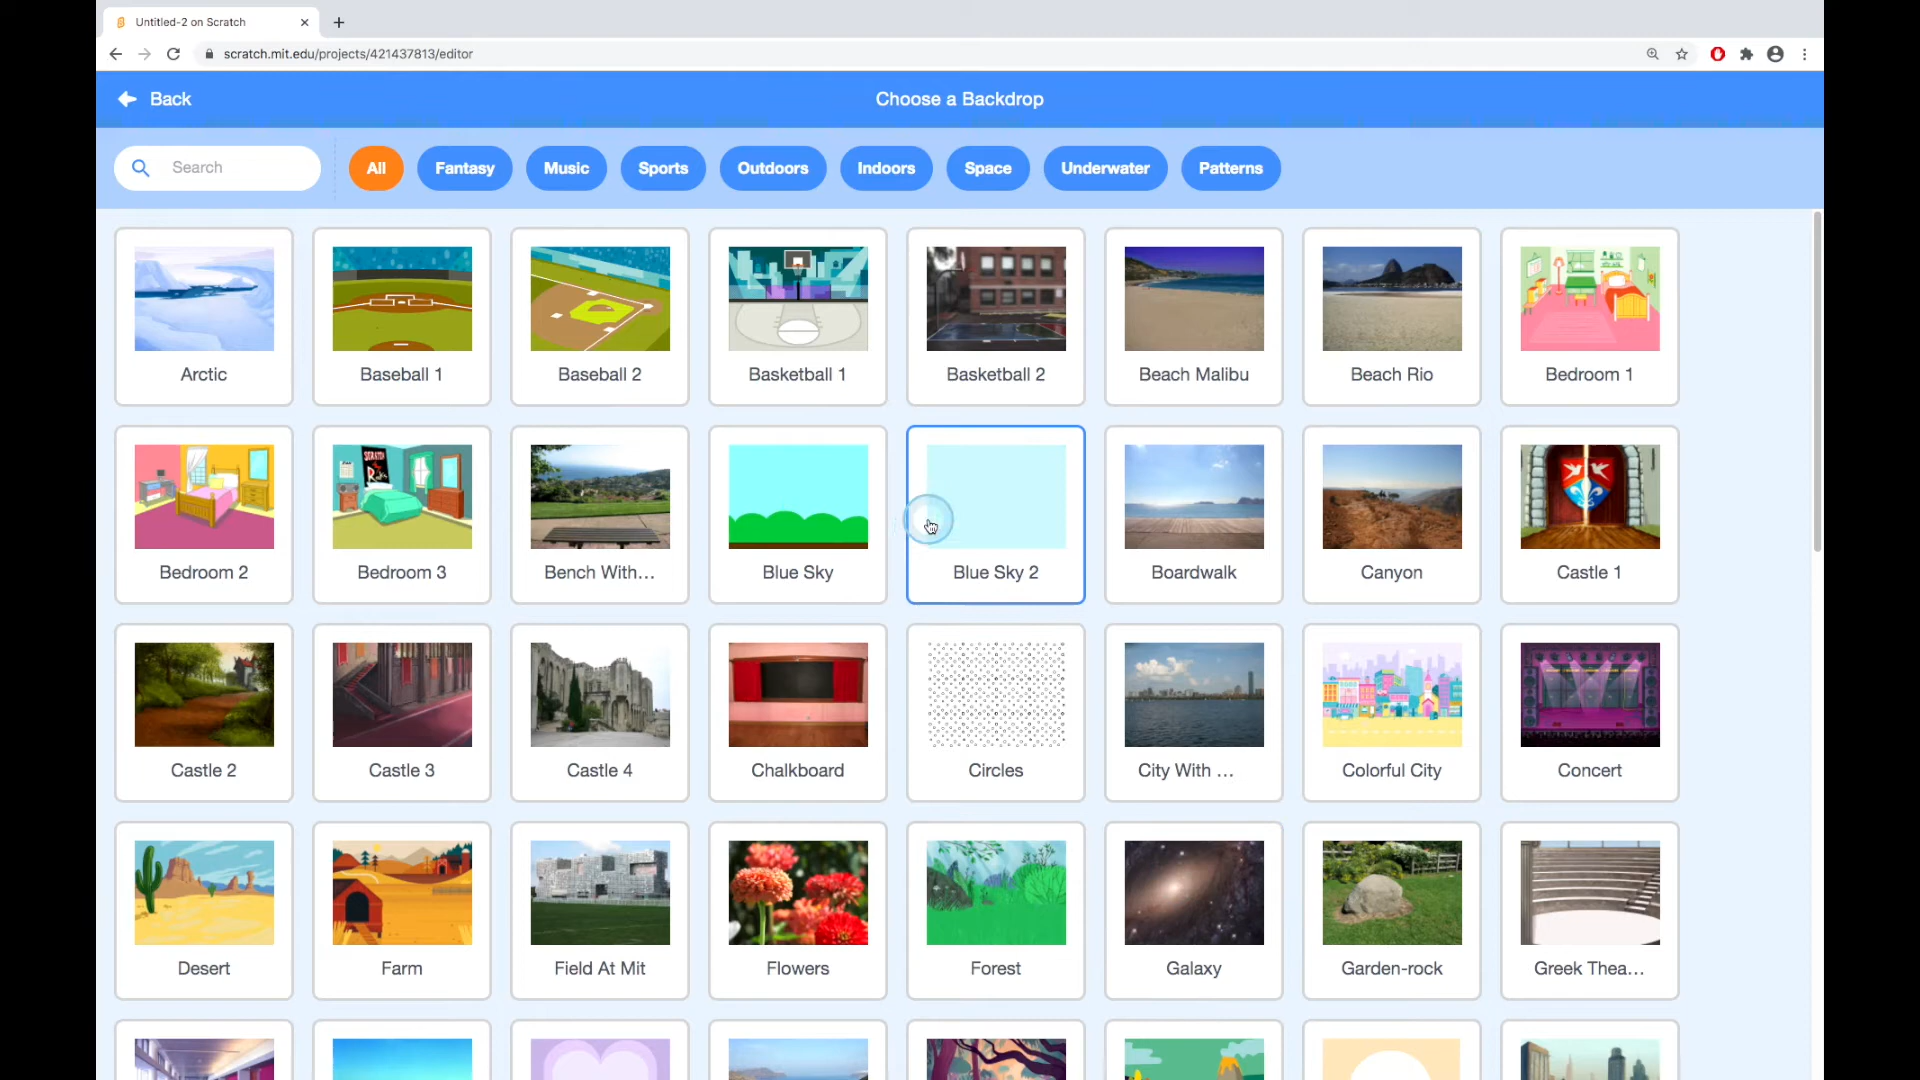 Untitled-2 on Scratch
scratch.mit.edu/projects/421437813/editor
Back
Choose a Backdrop
Search
All
Fantasy
Music
Sports
Outdoors
Indoors
Space
Underwater
Patterns
Arctic
Baseball 1
Baseball 2
Basketball 1
Basketball 2
Beach Malibu
Beach Rio
Bedroom 1
Bedroom 2
Bedroom 3
Bench With...
Blue Sky
Blue Sky 2
Boardwalk
Canyon
Castle 1
Castle 2
Castle 3
Castle 4
Chalkboard
Circles
City With ...
Colorful City
Concert
Desert
Farm
Field At Mit
Flowers
Forest
Galaxy
Garden-rock
Greek Thea...